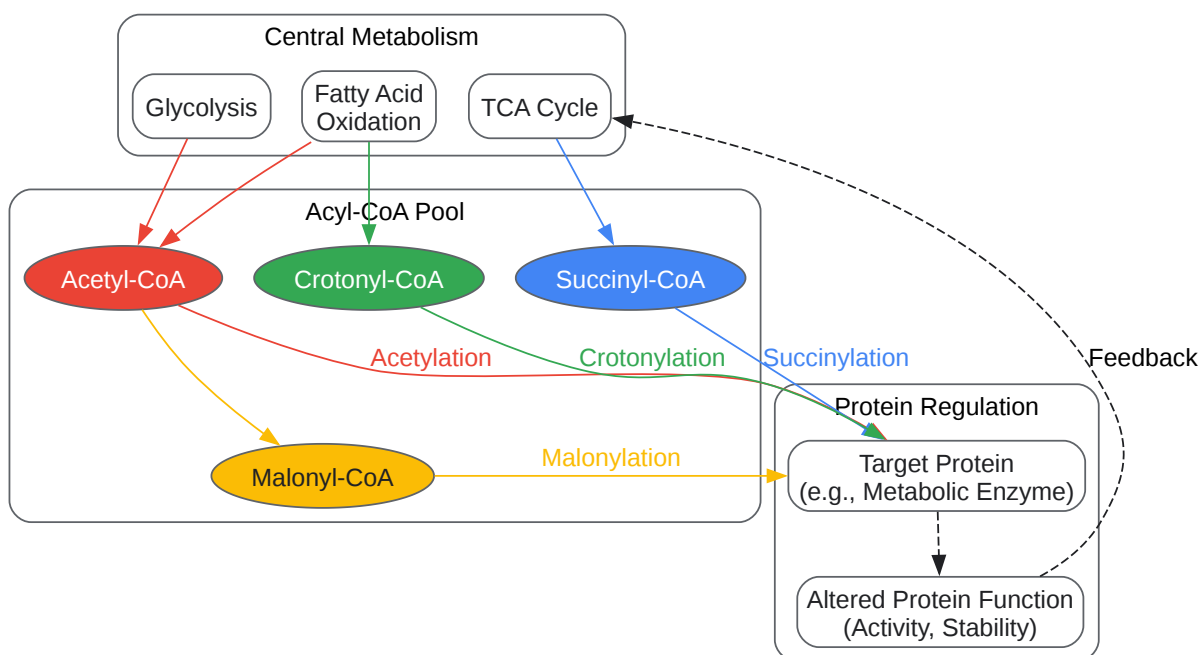 Central Metabolism
Glycolysis
Fatty Acid
Oxidation
TCA Cycle
Acyl-CoA Pool
Acetyl-CoA
Crotonyl-CoA
Succinyl-CoA
Acetylation
Crotonylation
Succinylation
Feedback
Protein Regulation
Malonyl-CoA
Malonylation
Target Protein
(e.g., Metabolic Enzyme)
Altered Protein Function
(Activity, Stability)